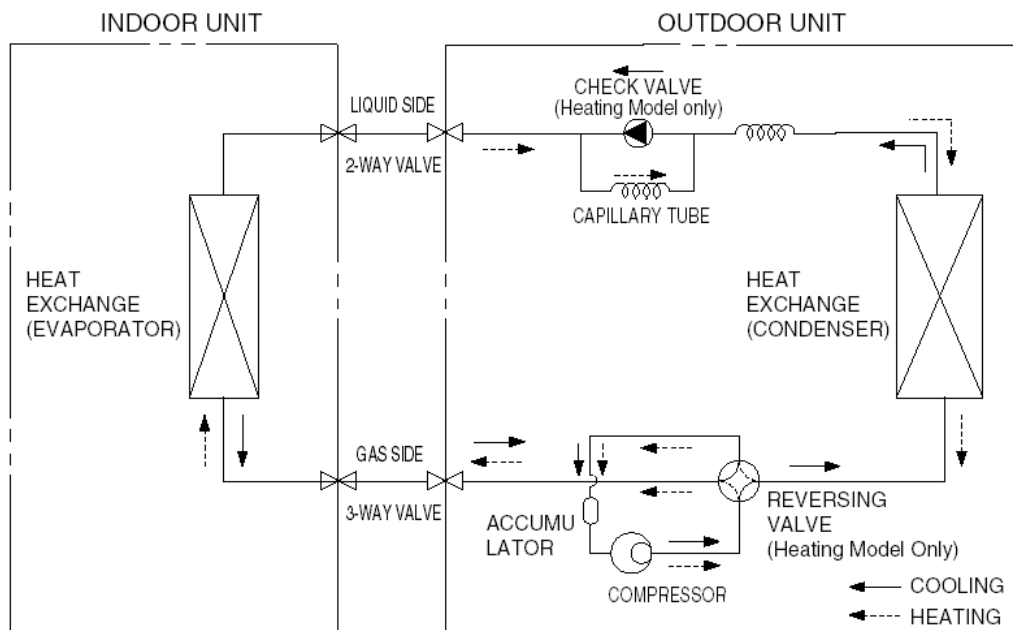 INDOOR UNIT
OUTDOOR UNIT
LIQUID SIDE
2-WAY VALVE
CHECK VALVE
(Heating Model only)
CAPILLARY TUBE
HEAT
EXCHANGE
(EVAPORATOR)
HEAT
EXCHANGE
(CONDENSER)
GAS SIDE
3-WAY VALVE
ACCUMU
LATOR
COMPRESSOR
REVERSING
VALVE
(Heating Model Only)
COOLING
HEATING